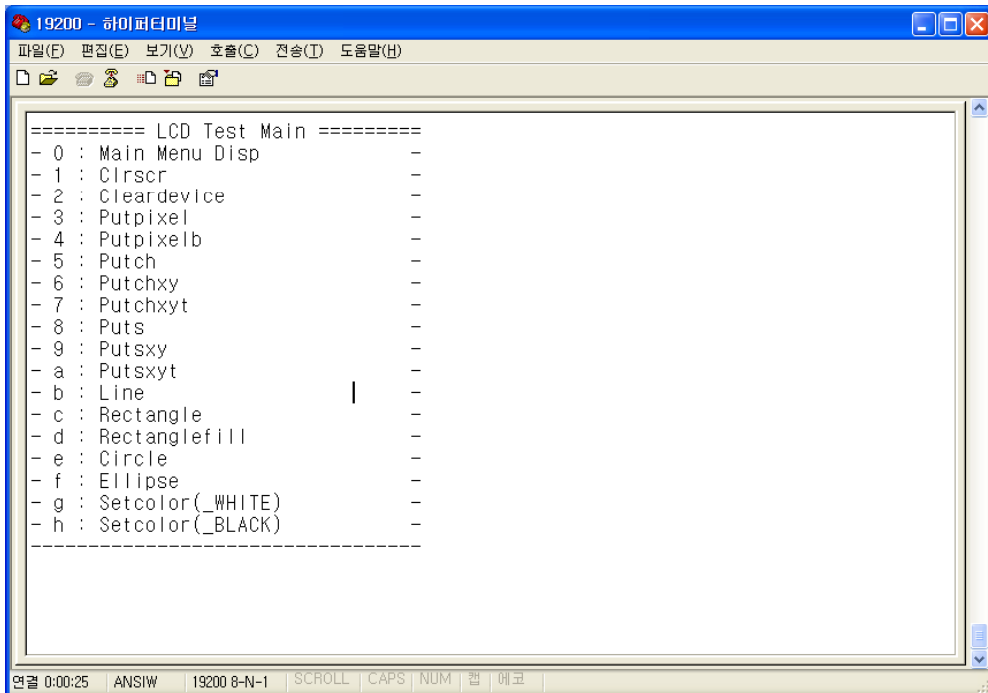 19200 - 하이퍼터미널
파일(F) 편집(E) 보기(V) 호출(C) 전송(T) 도움말(H)
========== LCD Test Main =========
- 0 : Main Menu Disp -
- 1 : Clrscr -
- 2 : Cleardevice -
- 3 : Putpixel -
- 4 : Putpixelb -
- 5 : Putch -
- 6 : Putchxy -
- 7 : Putchxyt -
- 8 : Puts -
- 9 : Putsxy -
- a : Putsxyt -
- b : Line -
- c : Rectangle -
- d : Rectanglefill -
- e : Circle -
- f : Ellipse -
- g : Setcolor(_WHITE) -
- h : Setcolor(_BLACK) -
----------------------------------
연결 0:00:25 ANSIW 19200 8-N-1 SCROLL CAPS NUM 캡 에코